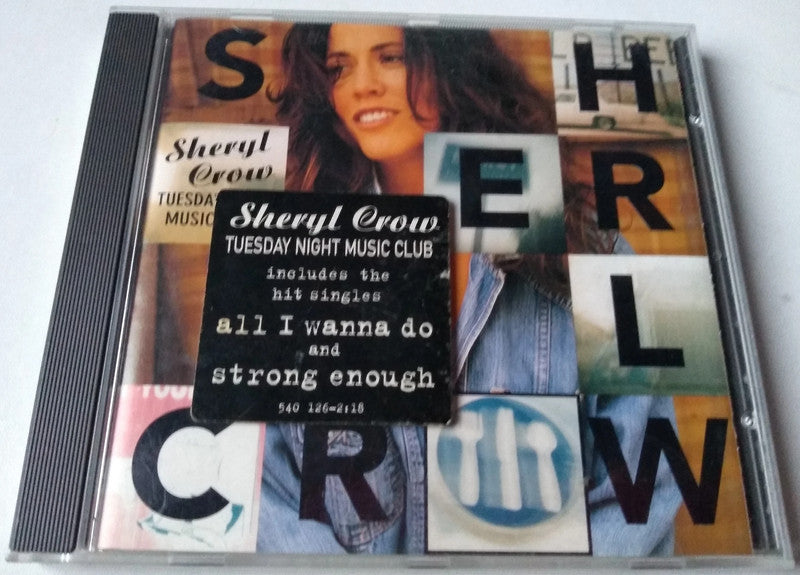 S H
Sheryl
Crow
TUESDA
MUSIC
E R
Sheryl Crow
TUESDAY NIGHT MUSIC CLUB
includes the
hit singles
all I wanna do
and
strong enough
540 126-2:18
L
YOUR
C R W